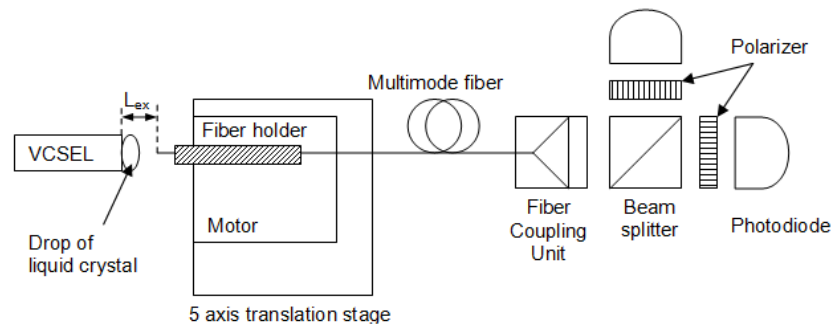 Polarizer
Multimode fiber
Lex
Fiber holder
VCSEL
Motor
Drop of
liquid crystal
Fiber
Coupling
Unit
Beam
splitter
Photodiode
5 axis translation stage